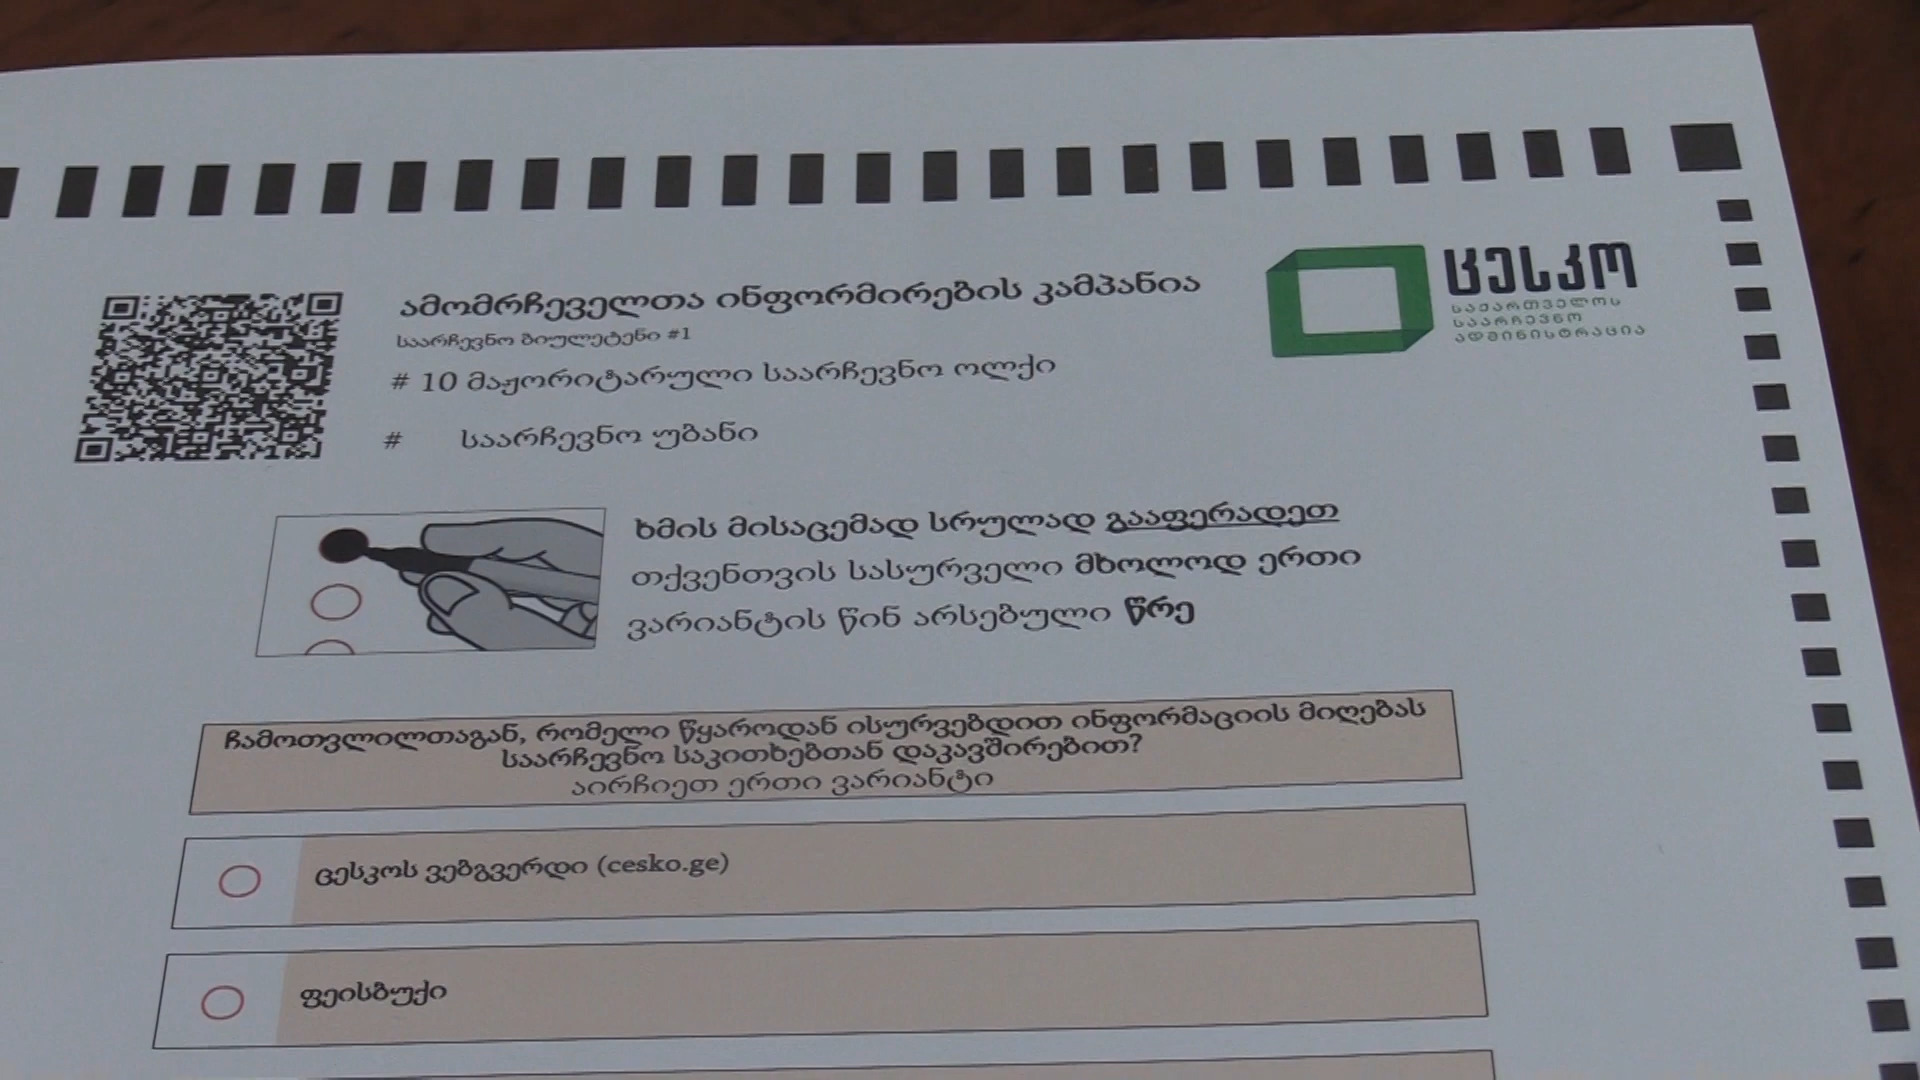 ამომრჩეველთა ინფორმირების კამპანია
საარჩევნო ბიულეტენი #1
# 10 მაჟორიტარული საარჩევნო ოლქი
# საარჩევნო უბანი
ცესკო
საქართველოს
საარჩევნო
ადმინისტრაცია
ხმის მისაცემად სრულად გააფერადეთ
თქვენთვის სასურველი მხოლოდ ერთი
ვარიანტის წინ არსებული წრე
ჩამოთვლილთაგან, რომელი წყაროდან ისურვებდით ინფორმაციის მიღებას
საარჩევნო საკითხებთან დაკავშირებით?
აირჩიეთ ერთი ვარიანტი
ცესკოს ვებგვერდი (cesko.ge)
ფეისბუქი